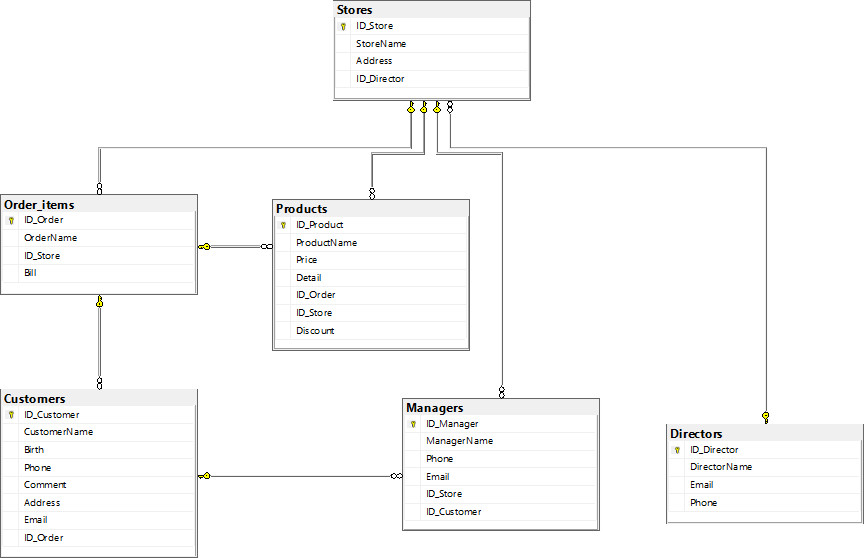 Stores
ID_Store
StoreName
Address
ID_Director
Order_items
ID_Order
OrderName
ID_Store
Bill
Products
ID_Product
ProductName
Price
Detail
ID_Order
ID_Store
Discount
Customers
ID_Customer
CustomerName
Birth
Phone
Comment
Address
Email
ID_Order
Managers
ID_Manager
ManagerName
Phone
Email
ID_Store
ID_Customer
Directors
ID_Director
DirectorName
Email
Phone